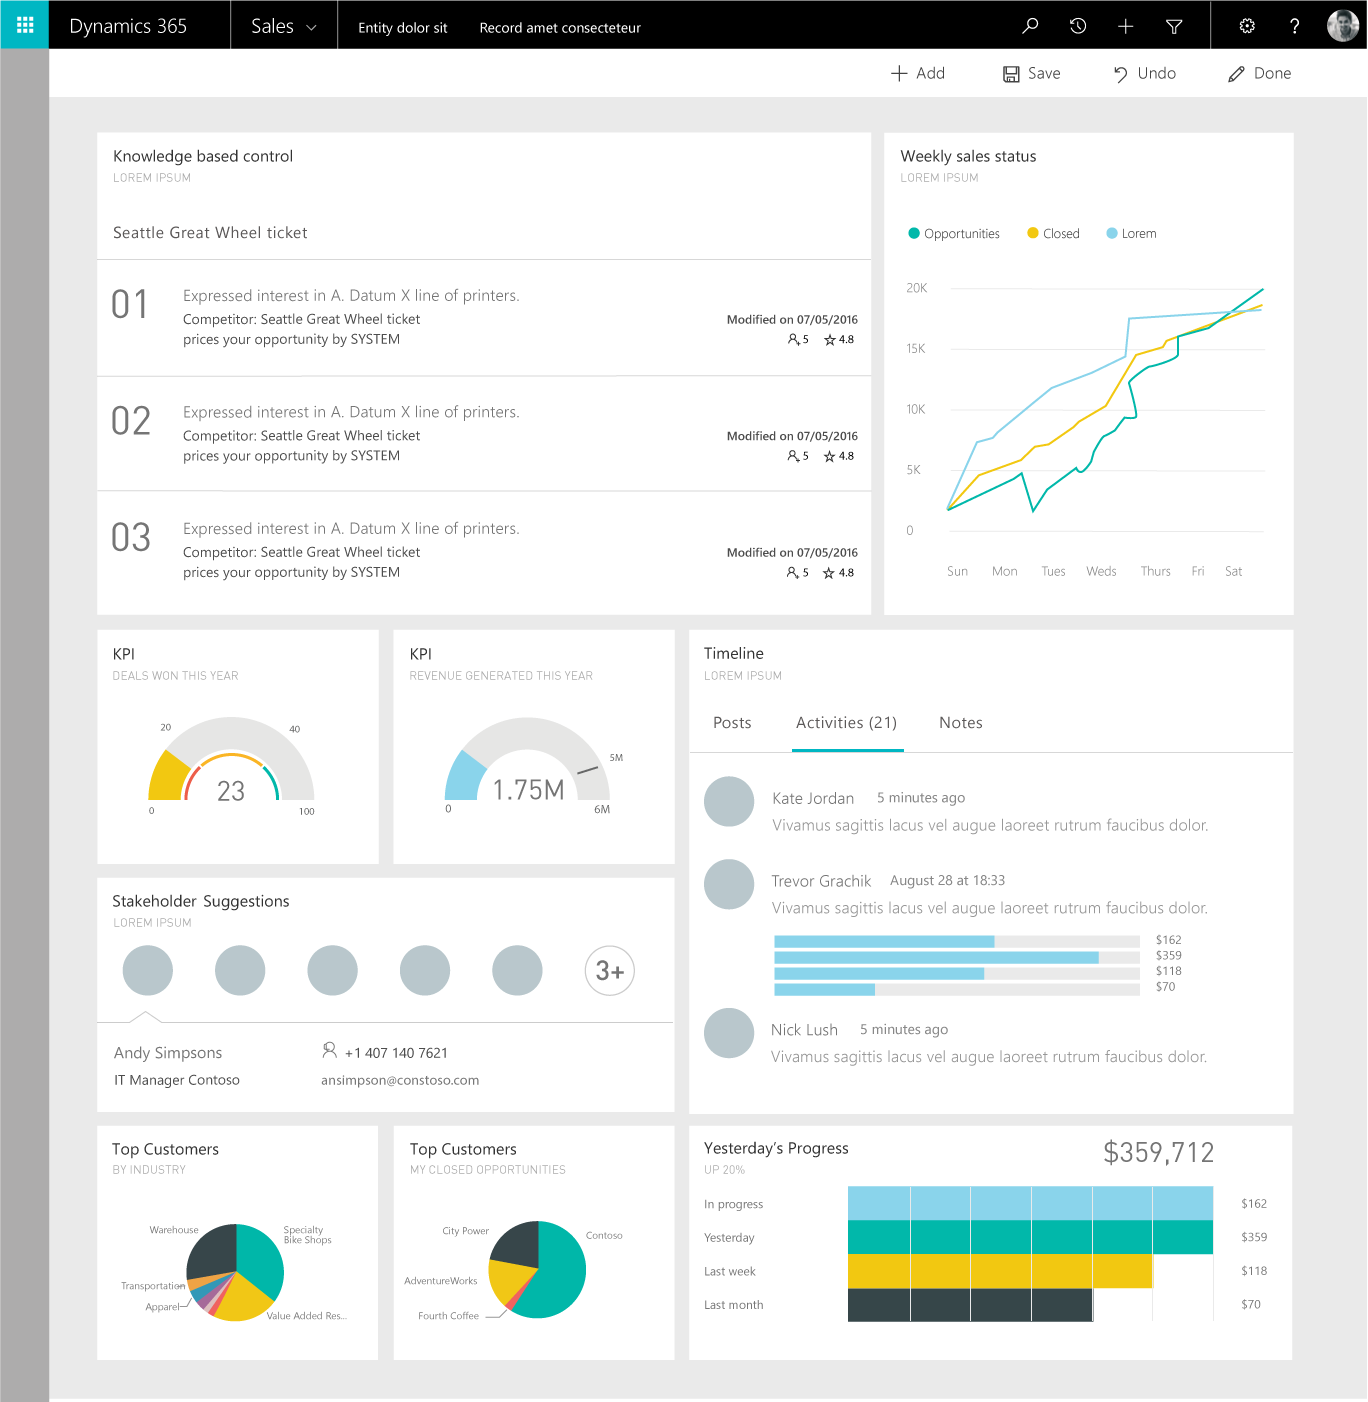 Dynamics 365
Sales
Entity dolor sit
Record amet consecteteur
Add
Save
Undo
Done
Knowledge based control
LOREM IPSUM
Seattle Great Wheel ticket
01
Expressed interest in A. Datum X line of printers.
Competitor: Seattle Great Wheel ticket
prices your opportunity by SYSTEM
Modified on 07/05/2016
5
4.8
02
Expressed interest in A. Datum X line of printers.
Competitor: Seattle Great Wheel ticket
prices your opportunity by SYSTEM
Modified on 07/05/2016
5
4.8
03
Expressed interest in A. Datum X line of printers.
Competitor: Seattle Great Wheel ticket
prices your opportunity by SYSTEM
Modified on 07/05/2016
5
4.8
Weekly sales status
LOREM IPSUM
Opportunities
Closed
Lorem
20K
15K
10K
5K
0
Sun
Mon
Tues
Weds
Thurs
Fri
Sat
KPI
DEALS WON THIS YEAR
20
40
23
0
100
KPI
REVENUE GENERATED THIS YEAR
5M
1.75M
0
6M
Timeline
LOREM IPSUM
Posts
Activities (21)
Notes
Kate Jordan
5 minutes ago
Vivamus sagittis lacus vel augue laoreet rutrum faucibus dolor.
Trevor Grachik
August 28 at 18:33
Vivamus sagittis lacus vel augue laoreet rutrum faucibus dolor.
$162
$359
$118
$70
Nick Lush
5 minutes ago
Vivamus sagittis lacus vel augue laoreet rutrum faucibus dolor.
Stakeholder Suggestions
LOREM IPSUM
3+
Andy Simpsons
+1 407 140 7621
IT Manager Contoso
ansimpson@constoso.com
Top Customers
BY INDUSTRY
Warehouse
Specialty
Bike Shops
Transportation
Apparel
Value Added Res...
Top Customers
MY CLOSED OPPORTUNITIES
City Power
Contoso
AdventureWorks
Fourth Coffee
Yesterday's Progress
UP 20%
$359,712
In progress
$162
Yesterday
$359
Last week
$118
Last month
$70